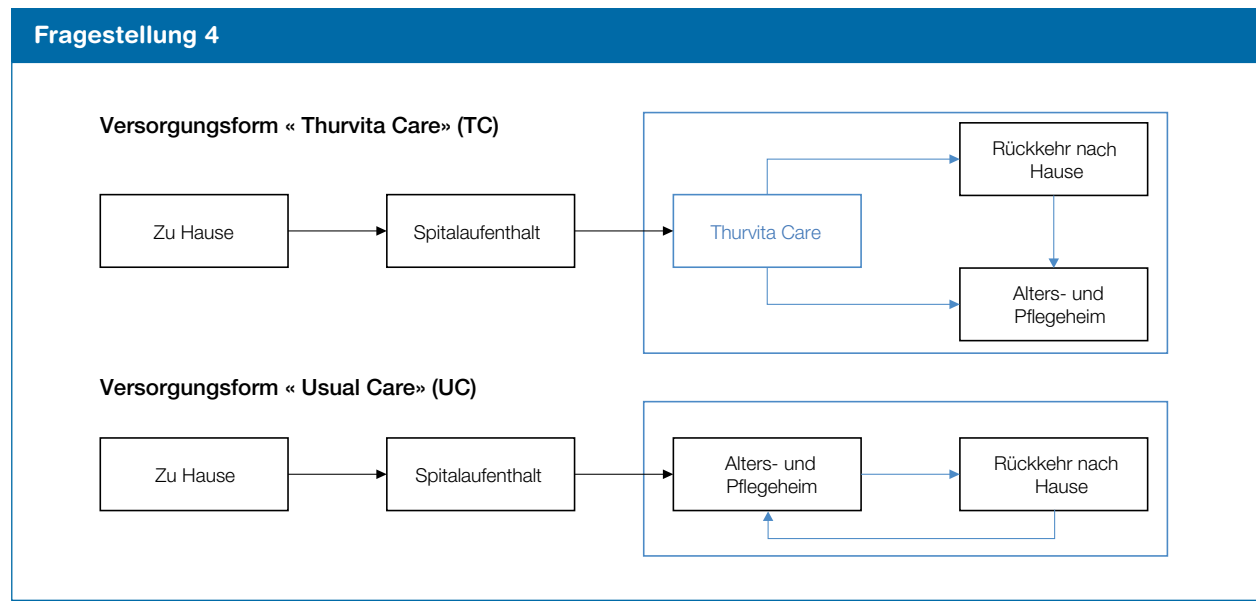 Fragestellung 4
Versorgungsform « Thurvita Care» (TC)
Zu Hause
Spitalaufenthalt
Thurvita Care
Rückkehr nach
Hause
Alters- und
Pflegeheim
Versorgungsform « Usual Care» (UC)
Zu Hause
Spitalaufenthalt
Alters- und
Pflegeheim
Rückkehr nach
Hause